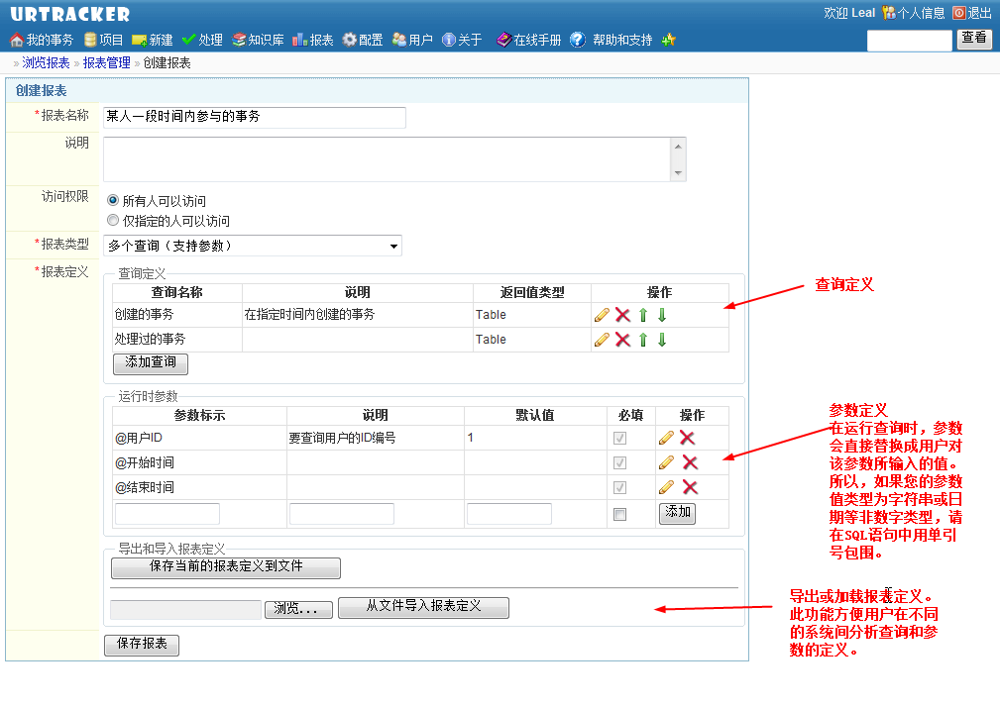 URTRACKER
欢迎 Leal 个人信息 退出
我的事务 项目 新建 处理 知识库 报表 配置 用户 关于 在线手册 帮助和支持 查看
» 浏览报表 » 报表管理 » 创建报表
创建报表
*报表名称 某人一段时间内参与的事务
说明
访问权限 所有人可以访问
仅指定的人可以访问
*报表类型 多个查询（支持参数）
*报表定义
查询定义
查询名称 说明 返回值类型 操作
创建的事务 在指定时间内创建的事务 Table
处理过的事务 Table
添加查询
运行时参数
参数标示 说明 默认值 必填 操作
@用户ID 要查询用户的ID编号 1
@开始时间
@结束时间
添加
导出和导入报表定义
保存当前的报表定义到文件
浏览... 从文件导入报表定义
保存报表
查询定义
参数定义
在运行查询时，参数
会直接替换成用户对
该参数所输入的值。
所以，如果您的参数
值类型为字符串或日
期等非数字类型，请
在SQL语句中用单引
号包围。
导出或加载报表定义。
此功能方便用户在不同
的系统间分析查询和参
数的定义。